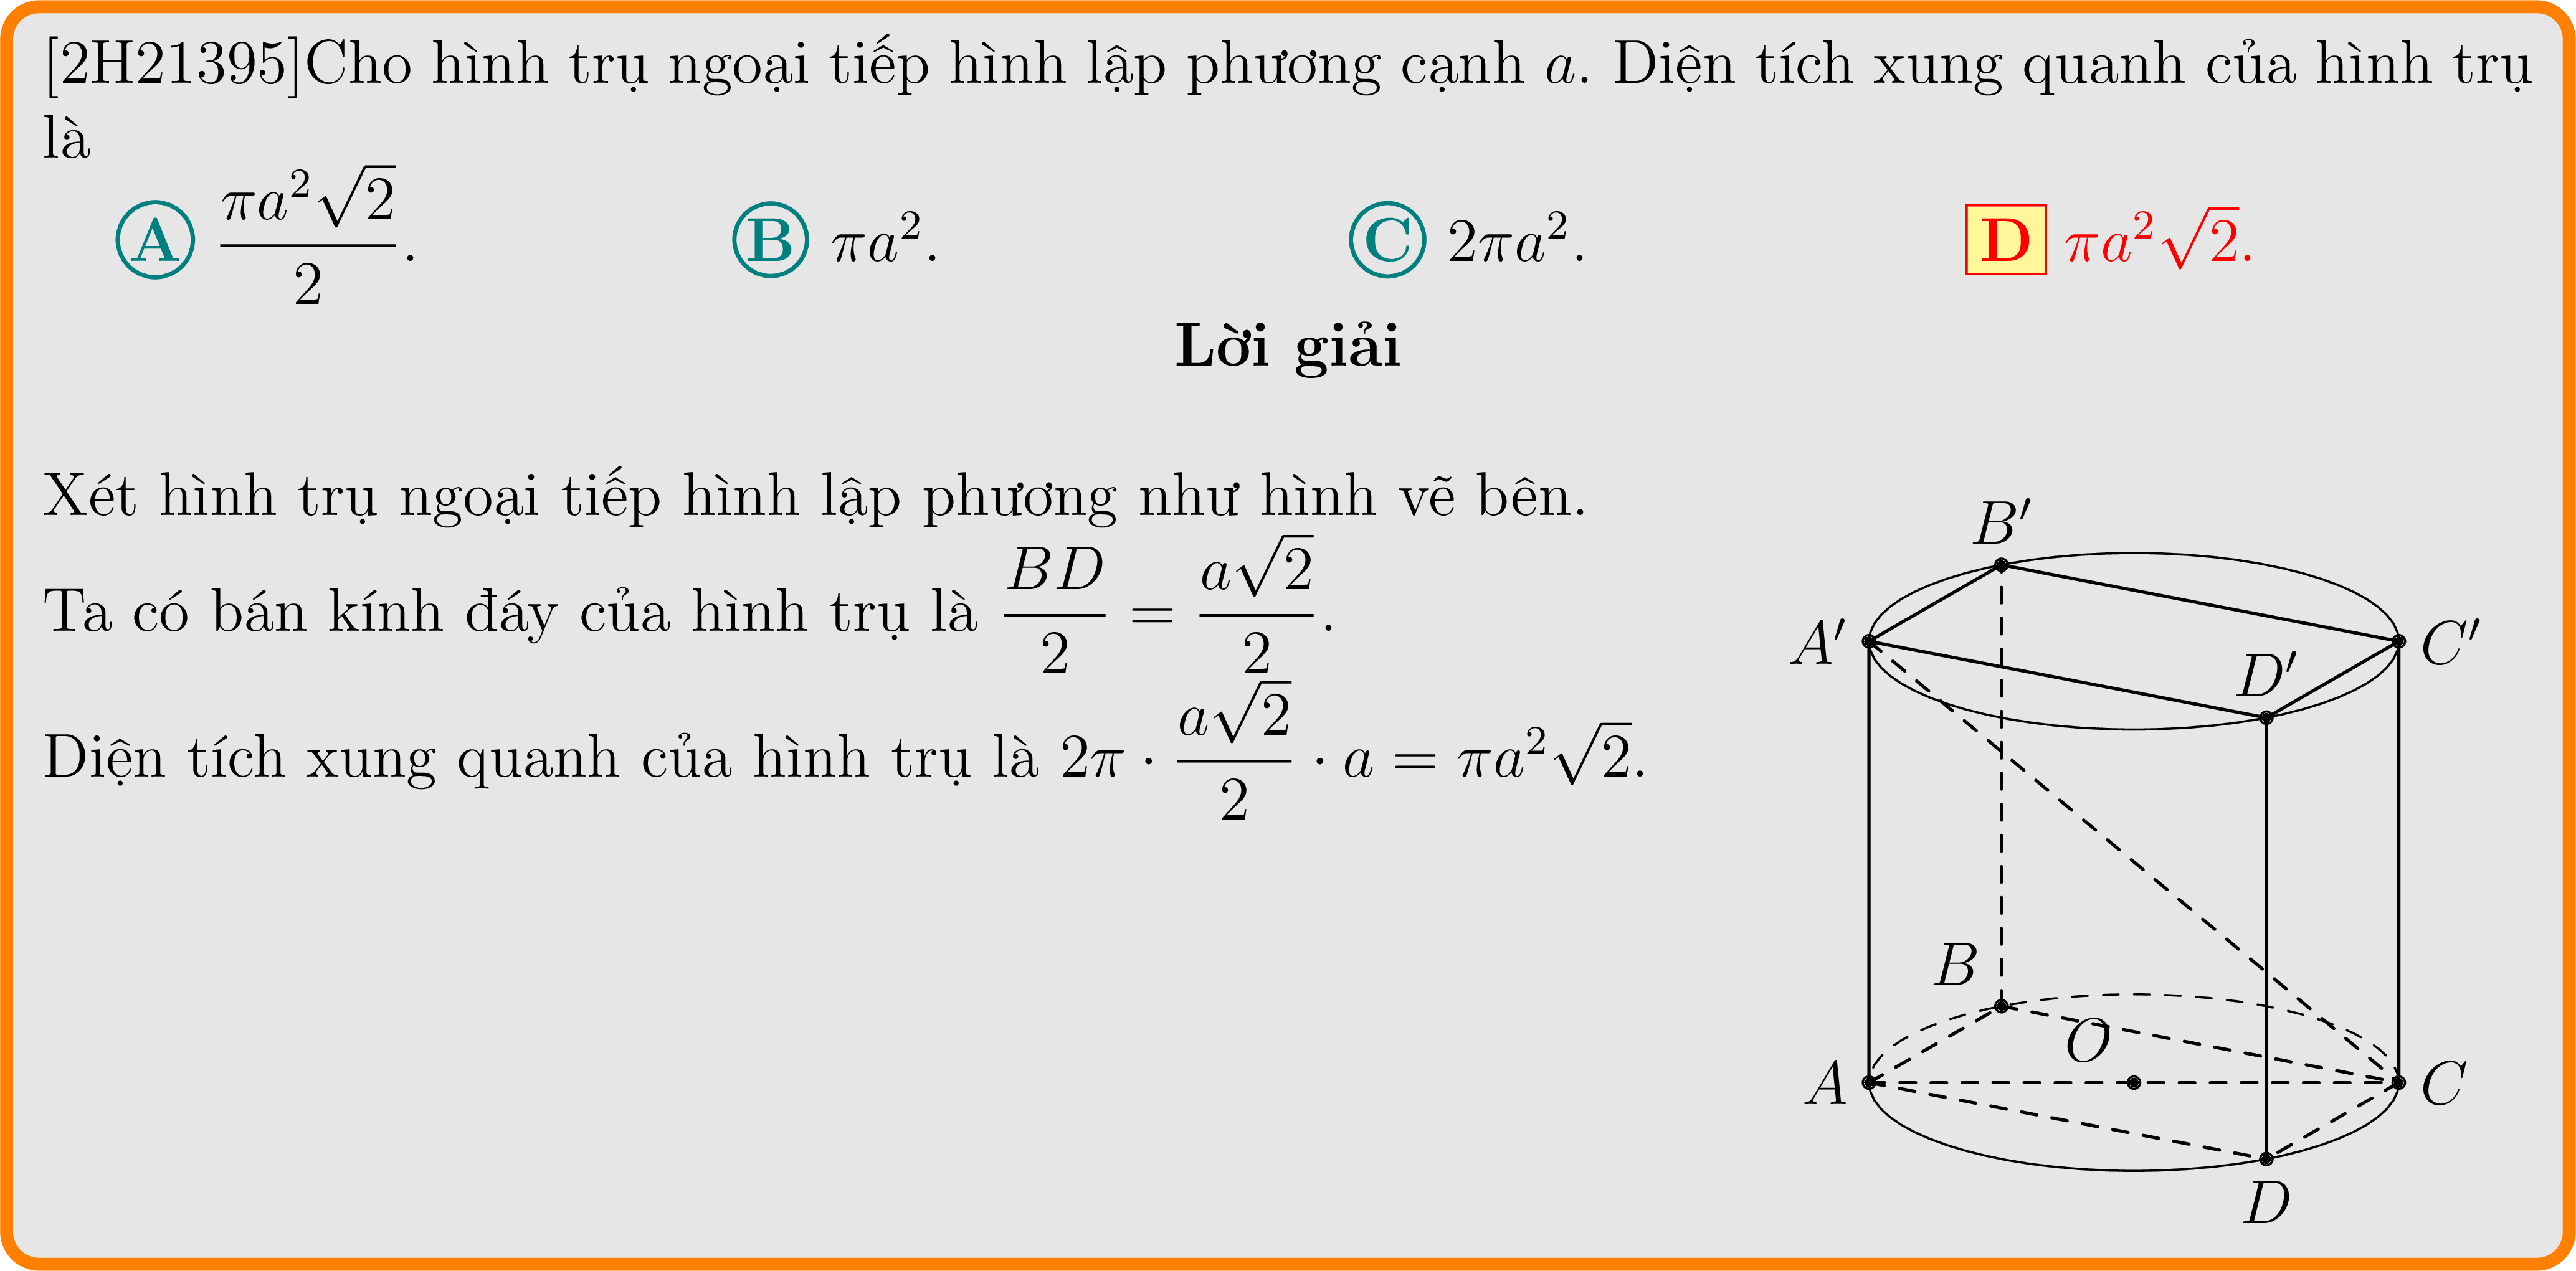 [2H21395]Cho hình trụ ngoại tiếp hình lập phương cạnh $a$. Diện tích xung quanh của hình trụ
là
A $\dfrac{\pi a^2\sqrt{2}}{2}$. B $\pi a^2$. C $2\pi a^2$. D $\pi a^2\sqrt{2}$.
Lời giải
Xét hình trụ ngoại tiếp hình lập phương như hình vẽ bên.
Ta có bán kính đáy của hình trụ là $\dfrac{BD}{2} = \dfrac{a\sqrt{2}}{2}$.
Diện tích xung quanh của hình trụ là $2\pi \cdot \dfrac{a\sqrt{2}}{2} \cdot a = \pi a^2\sqrt{2}$.
B′
A′
C′
D′
B
O
A
C
D